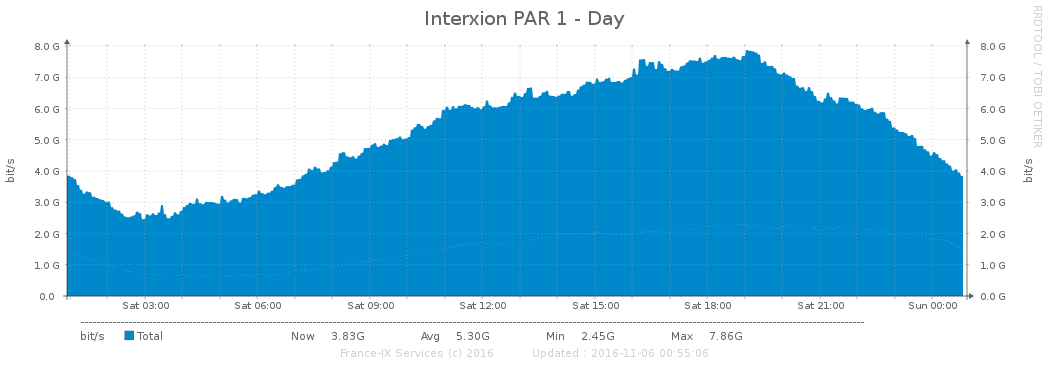 Interxion PAR 1 - Day
RRDTOOL / TOBI OETIKER
8.0 G 8.0 G
7.0 G 7.0 G
6.0 G 6.0 G
5.0 G 5.0 G
4.0 G 4.0 G
3.0 G 3.0 G
2.0 G 2.0 G
1.0 G 1.0 G
0.0 0.0 G
bit/s bit/s
Sat 03:00 Sat 06:00 Sat 09:00 Sat 12:00 Sat 15:00 Sat 18:00 Sat 21:00 Sun 00:00
bit/s Total Now 3.83G Avg 5.30G Min 2.45G Max 7.86G
France-IX Services (c) 2016 Updated : 2016-11-06 00:55:06